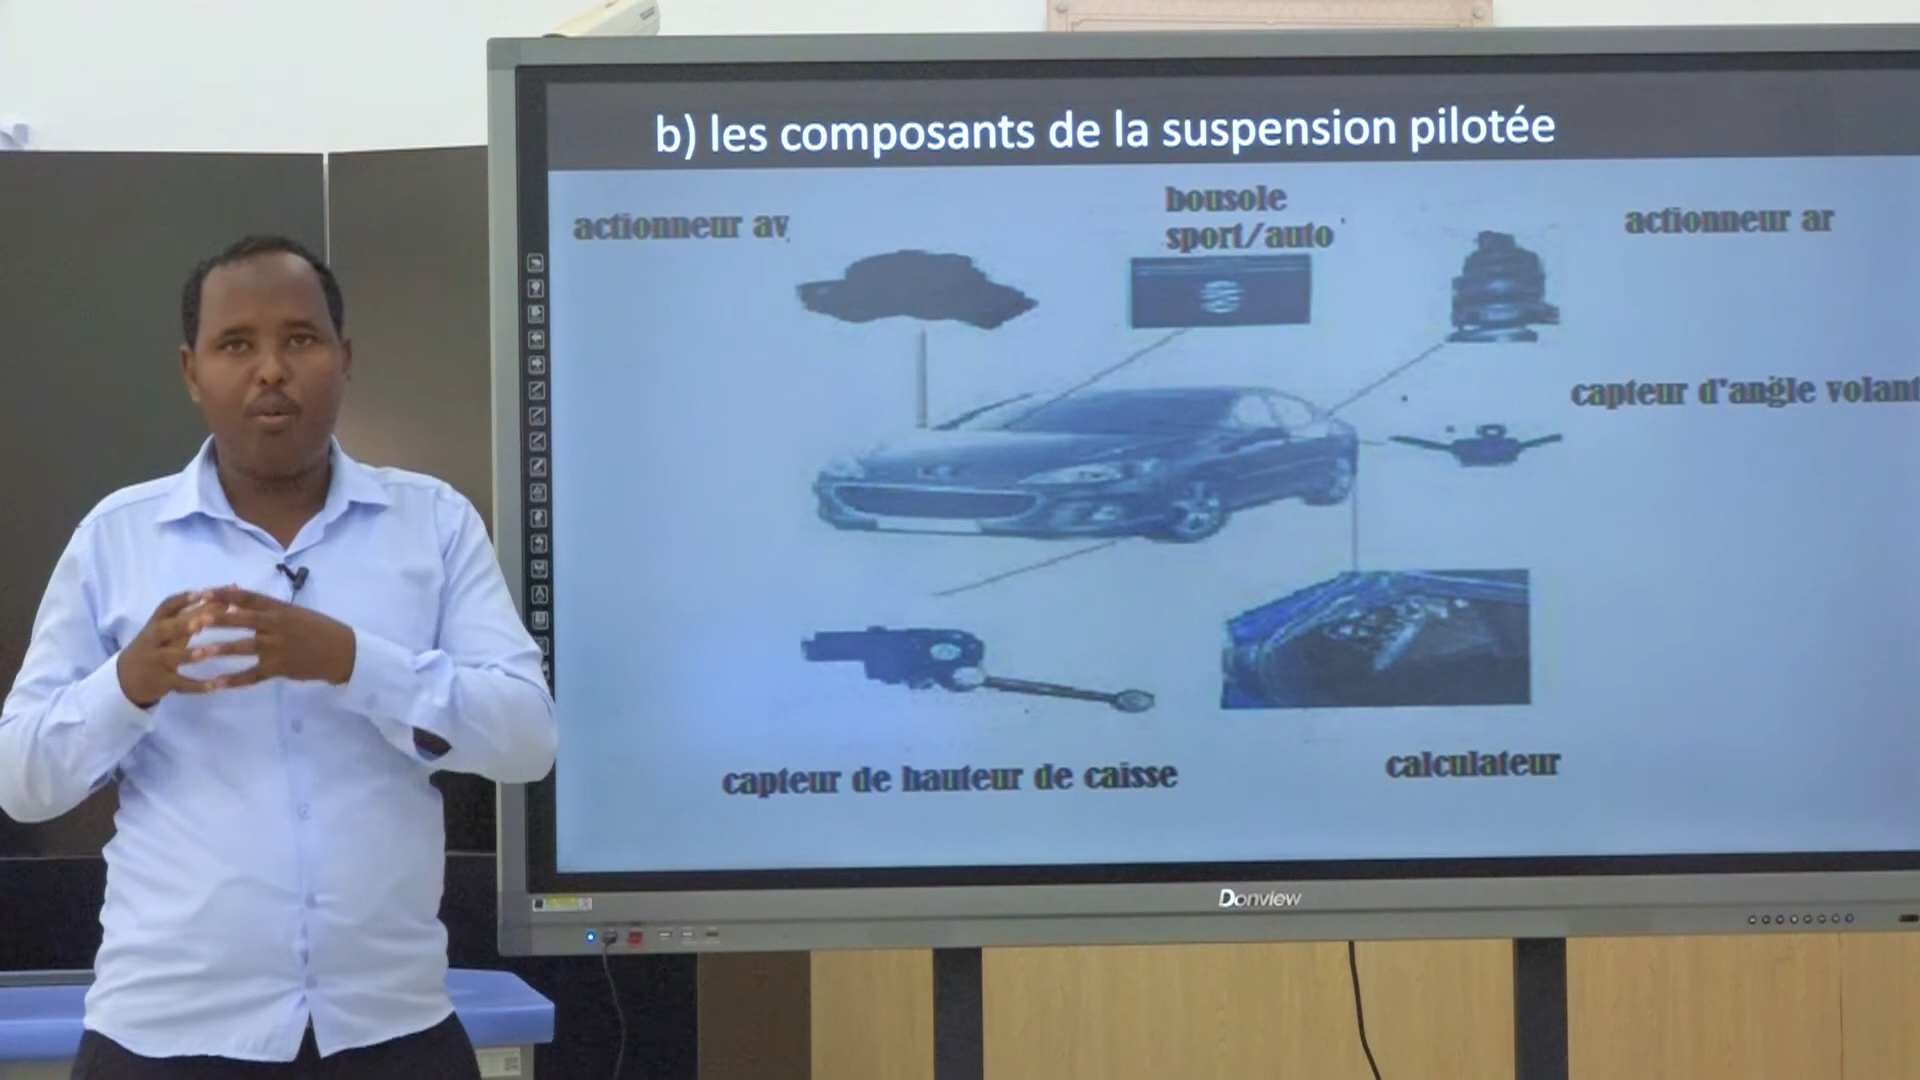 b) les composants de la suspension pilotée
actionneur av
bousole
sport/auto
actionneur ar
capteur d'angle volant
capteur de hauteur de caisse
calculateur
Donview